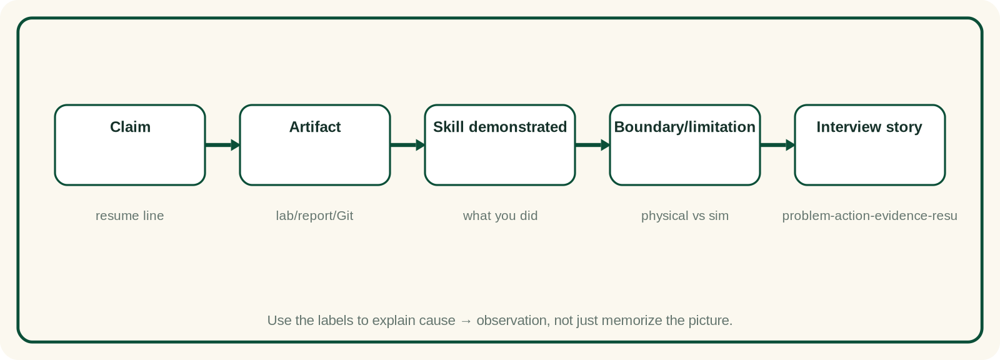 Claim
Artifact
Skill demonstrated
Boundary/limitation
Interview story
resume line
lab/report/Git
what you did
physical vs sim
problem-action-evidence-resu
Use the labels to explain cause → observation, not just memorize the picture.